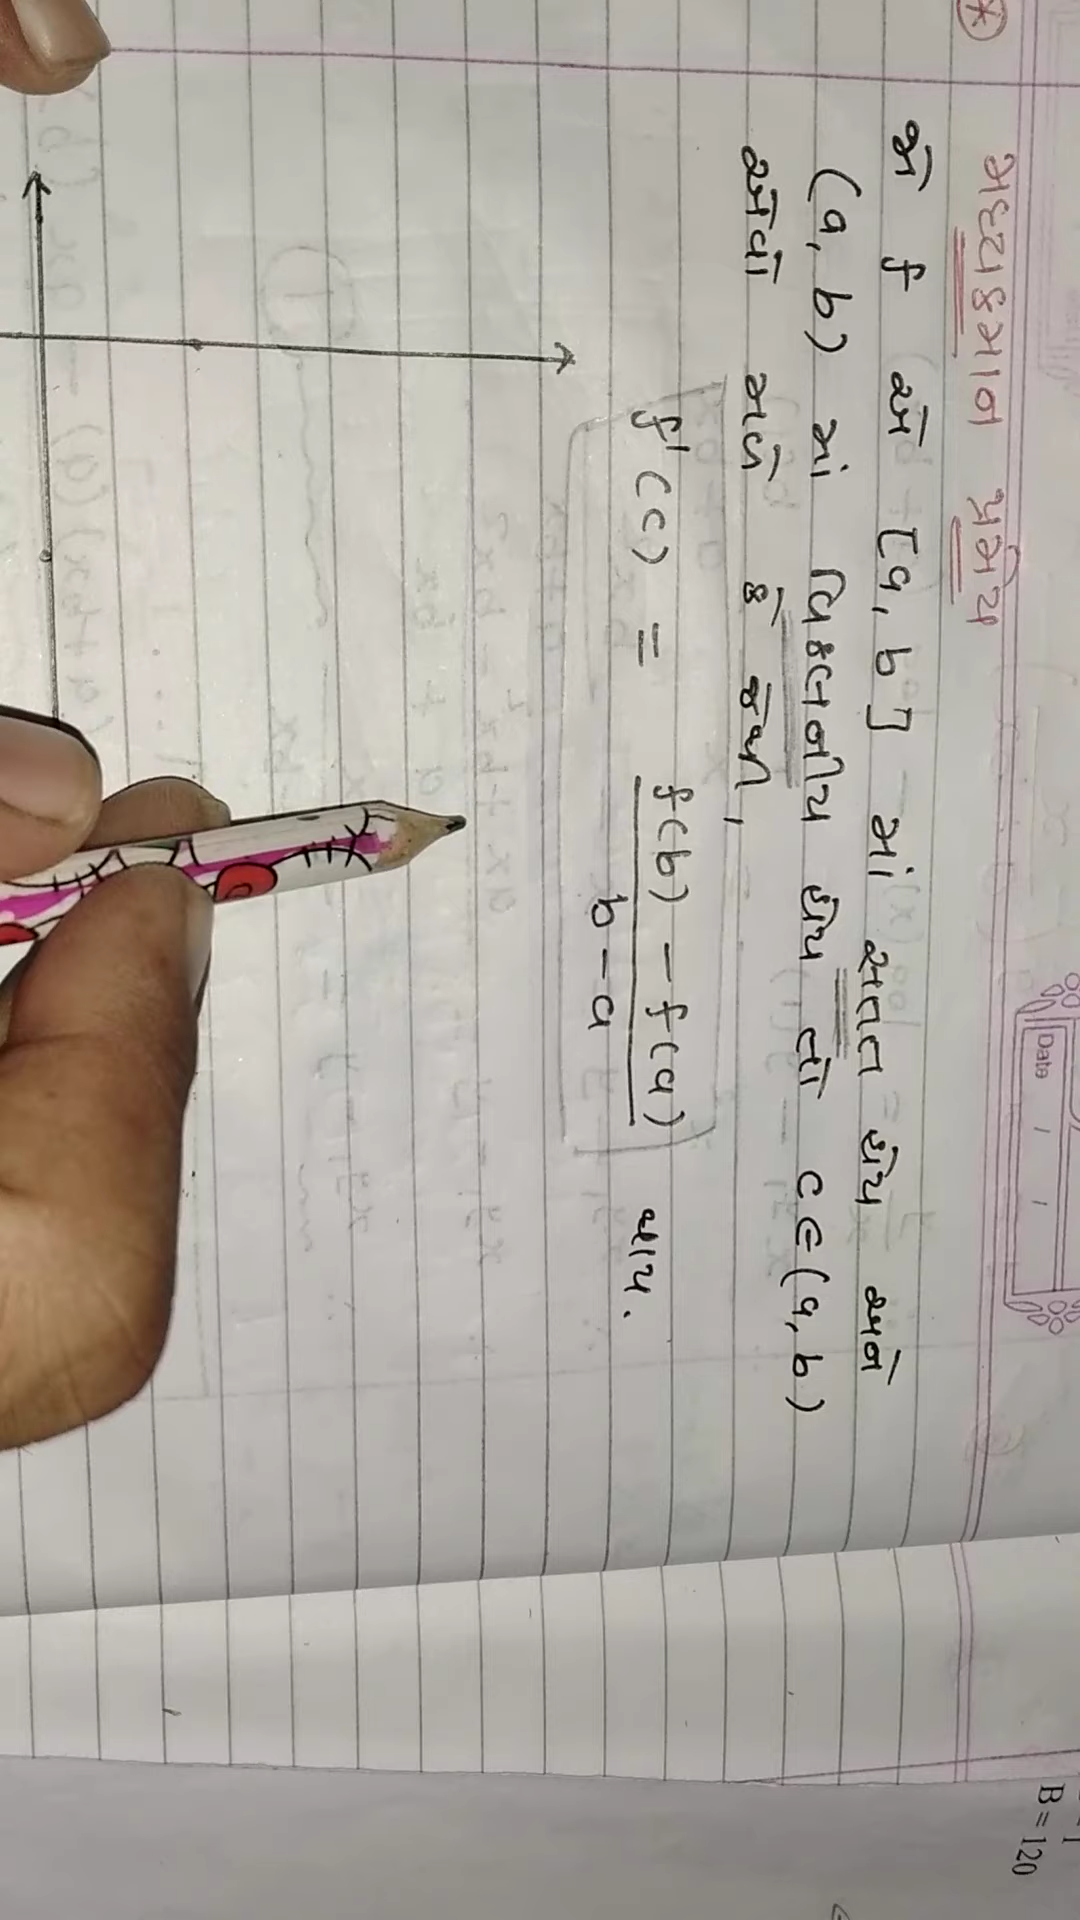 મધ્યકમાન પ્રમેય
જો f એ [a, b] માં સતત હોય અને
(a, b) માં વિકલનીય હોય તો c∈(a, b)
એવો મળે કે જેથી,
f'(c) = f(b) - f(a) / b - a થાય.
Date / /
B = 120